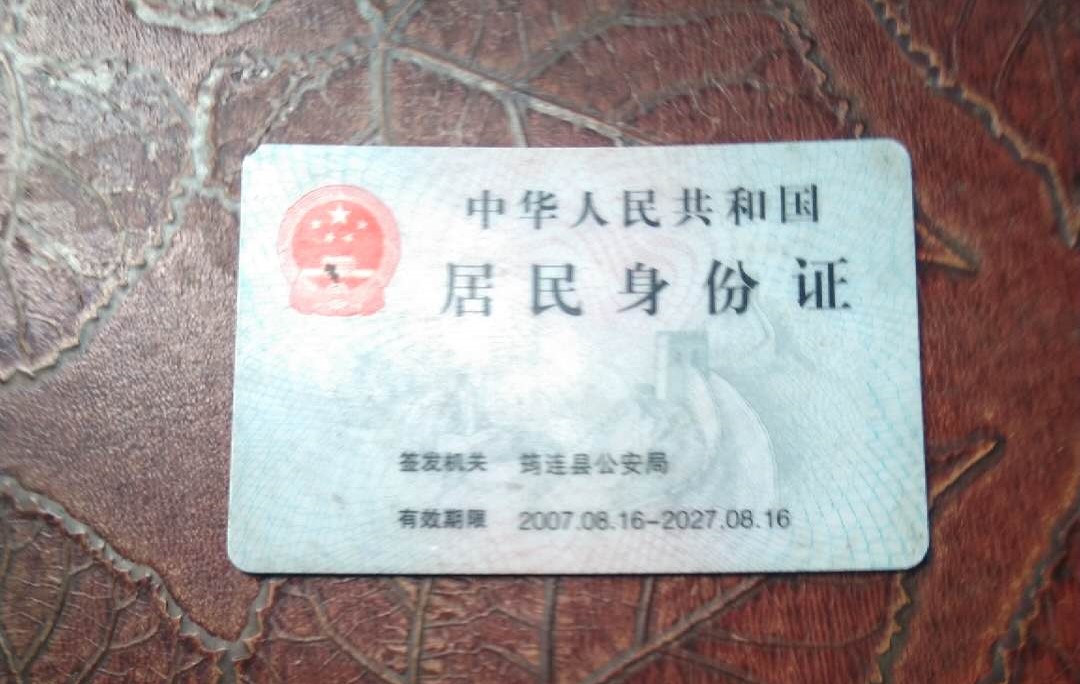 中华人民共和国
居民身份证
签发机关 筠连县公安局
有效期限 2007.08.16-2027.08.16